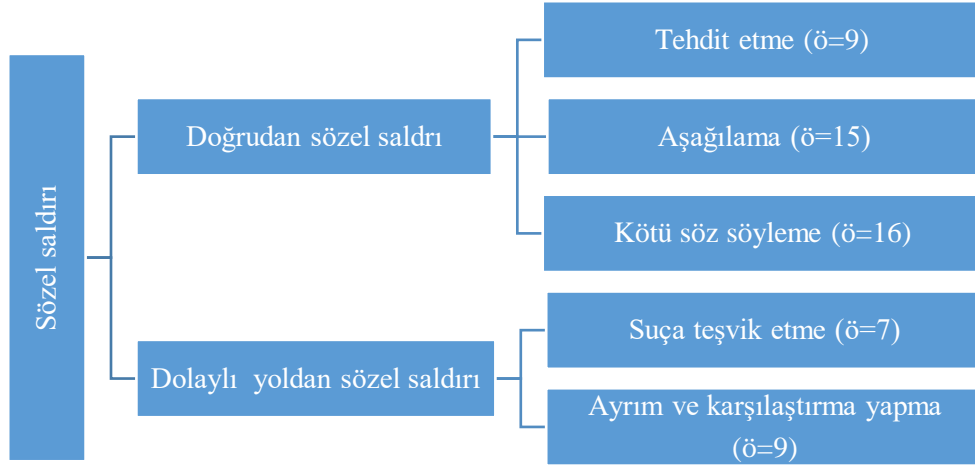 Sözel saldırı
Doğrudan sözel saldrı
Tehdit etme (ö=9)
Aşağılama (ö=15)
Kötü söz söyleme (ö=16)
Dolaylı yoldan sözel saldırı
Suça teşvik etme (ö=7)
Ayrım ve karşılaştırma yapma
(ö=9)